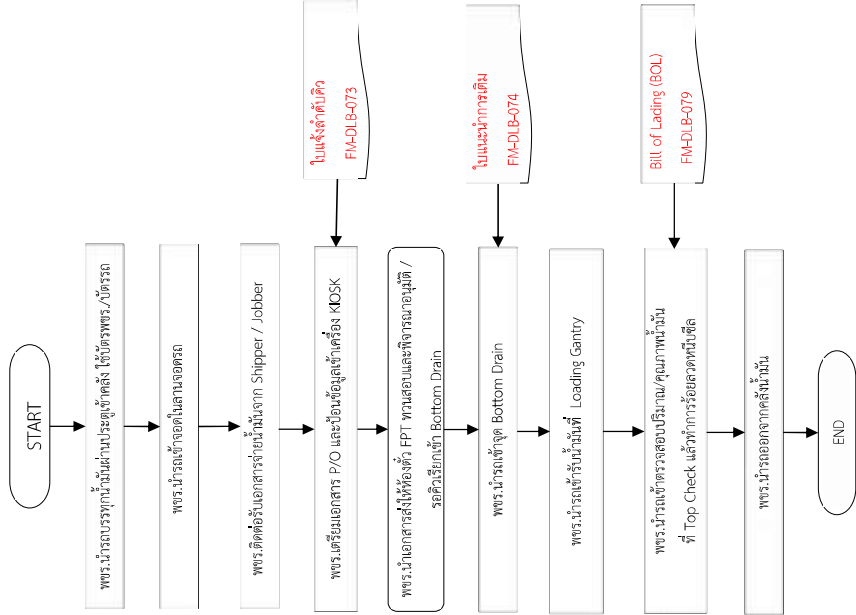 START
พขร.นำรถบรรทุกน้ำมันผ่านประตูเข้าคลัง ใช้บัตรพขร./บัตรรถ
พขร.นำรถเข้าจอดในลานจอดรถ
พขร.ติดต่อรับเอกสารจ่ายน้ำมันจาก Shipper / Jobber
ใบแจ้งลำดับคิว
FM-DLB-073
พขร.เตรียมเอกสาร P/O และป้อนข้อมูลเข้าเครื่อง KIOSK
พขร.นำเอกสารส่งให้ห้องตั๋ว FPT ทวนสอบและพิจารณาอนุมัติ /
รอคิวเรียกเข้า Bottom Drain
ใบแนะนำการเติม
FM-DLB-074
พขร.นำรถเข้าจุด Bottom Drain
พขร.นำรถเข้ารับน้ำมันที่ Loading Gantry
Bill of Lading (BOL)
FM-DLB-079
พขร.นำรถเข้าตรวจสอบปริมาณ/คุณภาพน้ำมัน
ที่ Top Check แล้วทำการร้อยลวดหนีบซีล
พขร.นำรถออกจากคลังน้ำมัน
END